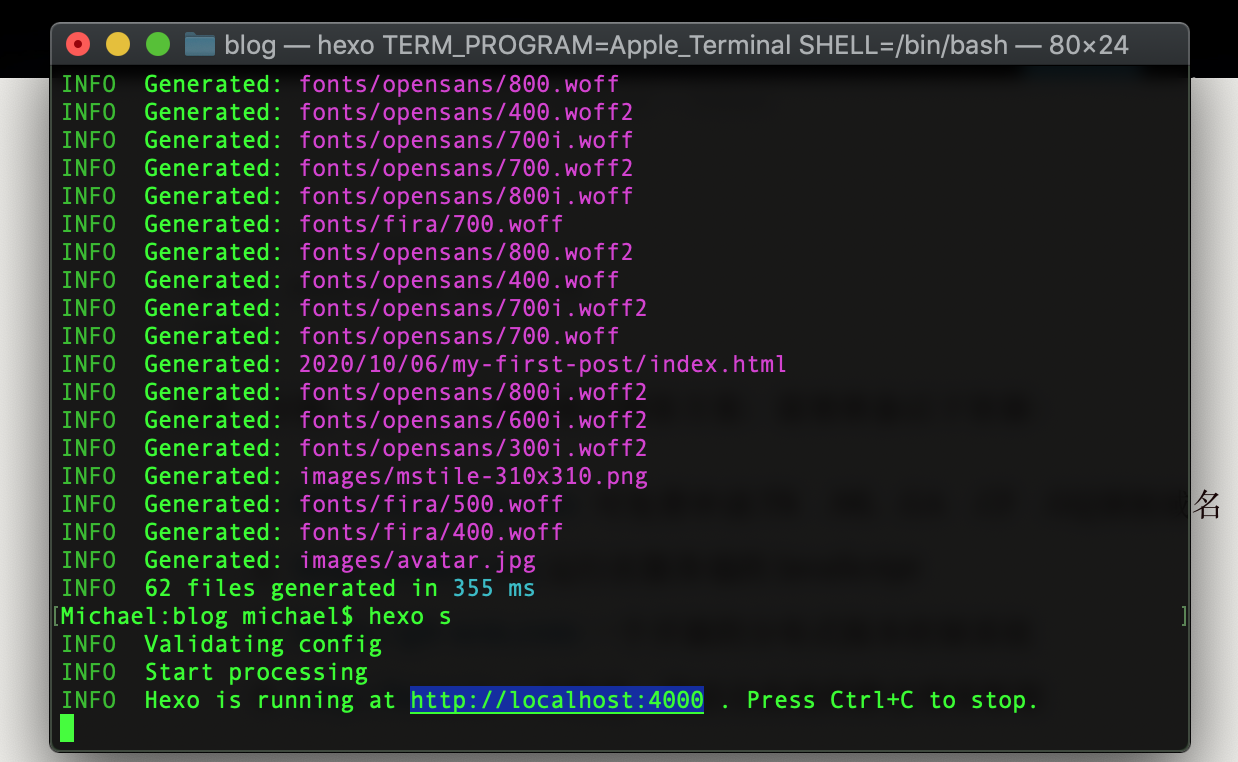 blog — hexo TERM_PROGRAM=Apple_Terminal SHELL=/bin/bash — 80×24
INFO  Generated: fonts/opensans/800.woff
INFO  Generated: fonts/opensans/400.woff2
INFO  Generated: fonts/opensans/700i.woff
INFO  Generated: fonts/opensans/700.woff2
INFO  Generated: fonts/opensans/800i.woff
INFO  Generated: fonts/fira/700.woff
INFO  Generated: fonts/opensans/800.woff2
INFO  Generated: fonts/opensans/400.woff
INFO  Generated: fonts/opensans/700i.woff2
INFO  Generated: fonts/opensans/700.woff
INFO  Generated: 2020/10/06/my-first-post/index.html
INFO  Generated: fonts/opensans/800i.woff2
INFO  Generated: fonts/opensans/600i.woff2
INFO  Generated: fonts/opensans/300i.woff2
INFO  Generated: images/mstile-310x310.png
INFO  Generated: fonts/fira/500.woff
名
INFO  Generated: fonts/fira/400.woff
INFO  Generated: images/avatar.jpg
INFO  62 files generated in 355 ms
[Michael:blog michael$ hexo s ]
INFO  Validating config
INFO  Start processing
INFO  Hexo is running at http://localhost:4000 . Press Ctrl+C to stop.